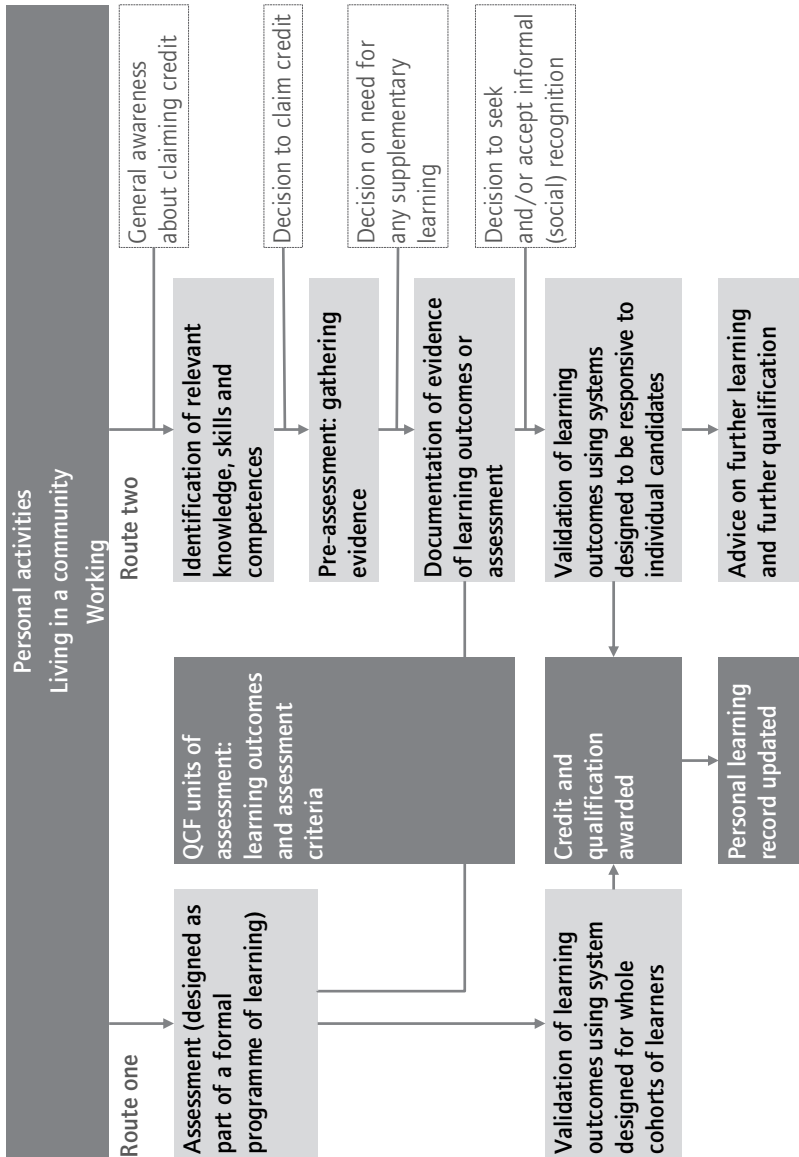 Personal activities
Living in a community
Working
Route one
Assessment (designed as
part of a formal
programme of learning)
Validation of learning
outcomes using system
designed for whole
cohorts of learners
QCF units of
assessment:
learning outcomes
and assessment
criteria
Credit and
qualification
awarded
Personal learning
record updated
Route two
Identification of relevant
knowledge, skills and
competences
Pre-assessment: gathering
evidence
Documentation of evidence
of learning outcomes or
assessment
Validation of learning
outcomes using systems
designed to be responsive to
individual candidates
Advice on further learning
and further qualification
General awareness
about claiming credit
Decision to claim credit
Decision on need for
any supplementary
learning
Decision to seek
and/or accept informal
(social) recognition